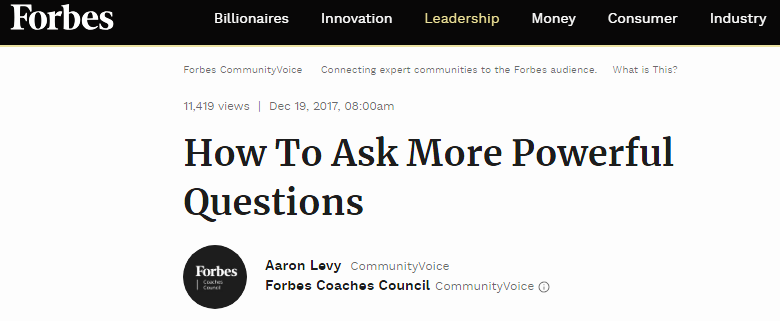 Forbes Billionaires Innovation Leadership Money Consumer Industry
Forbes CommunityVoice Connecting expert communities to the Forbes audience. What is This?
11,419 views | Dec 19, 2017, 08:00am
How To Ask More Powerful
Questions
Forbes
Coaches
Council
Aaron Levy CommunityVoice
Forbes Coaches Council CommunityVoice